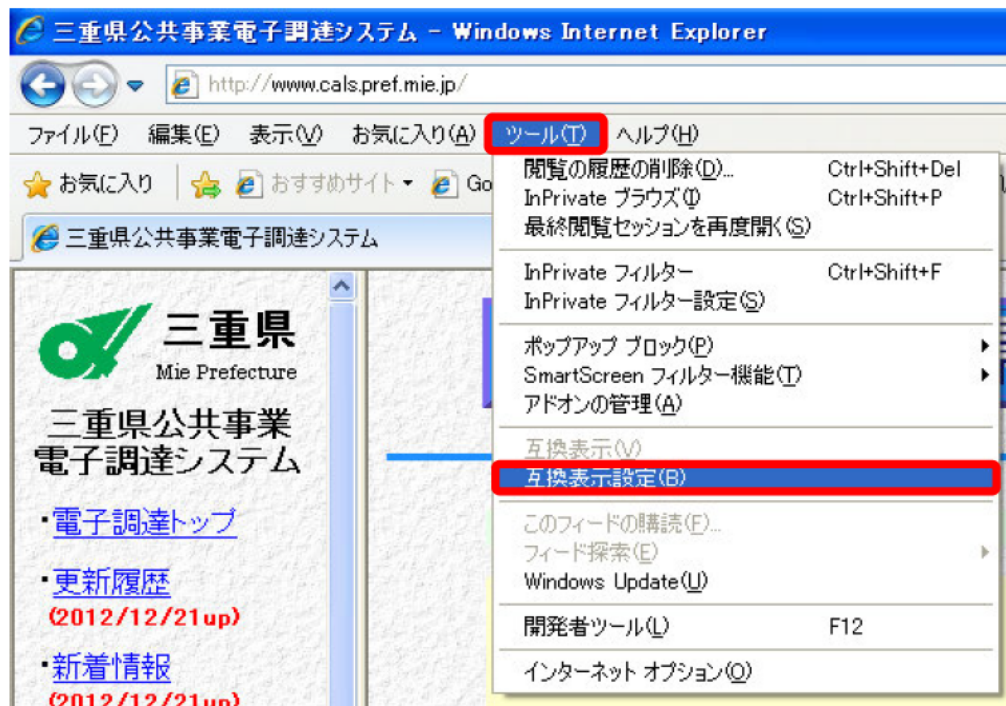 三重県公共事業電子調達システム - Windows Internet Explorer
http://www.cals.pref.mie.jp/
ファイル(F) 編集(E) 表示(V) お気に入り(A) ツール(T) ヘルプ(H)
お気に入り おすすめサイト Go
三重県公共事業電子調達システム
閲覧の履歴の削除(D)... Ctrl+Shift+Del
InPrivate ブラウズ(I) Ctrl+Shift+P
最終閲覧セッションを再度開く(S)
InPrivate フィルター Ctrl+Shift+F
InPrivate フィルター設定(S)
ポップアップ ブロック(P)
SmartScreen フィルター機能(T)
アドオンの管理(A)
互換表示(V)
互換表示設定(B)
このフィードの購読(F)...
フィード探索(E)
Windows Update(U)
開発者ツール(L) F12
インターネット オプション(O)
三重県
Mie Prefecture
三重県公共事業
電子調達システム
・電子調達トップ
・更新履歴
(2012/12/21up)
・新着情報
(2012/12/21up)